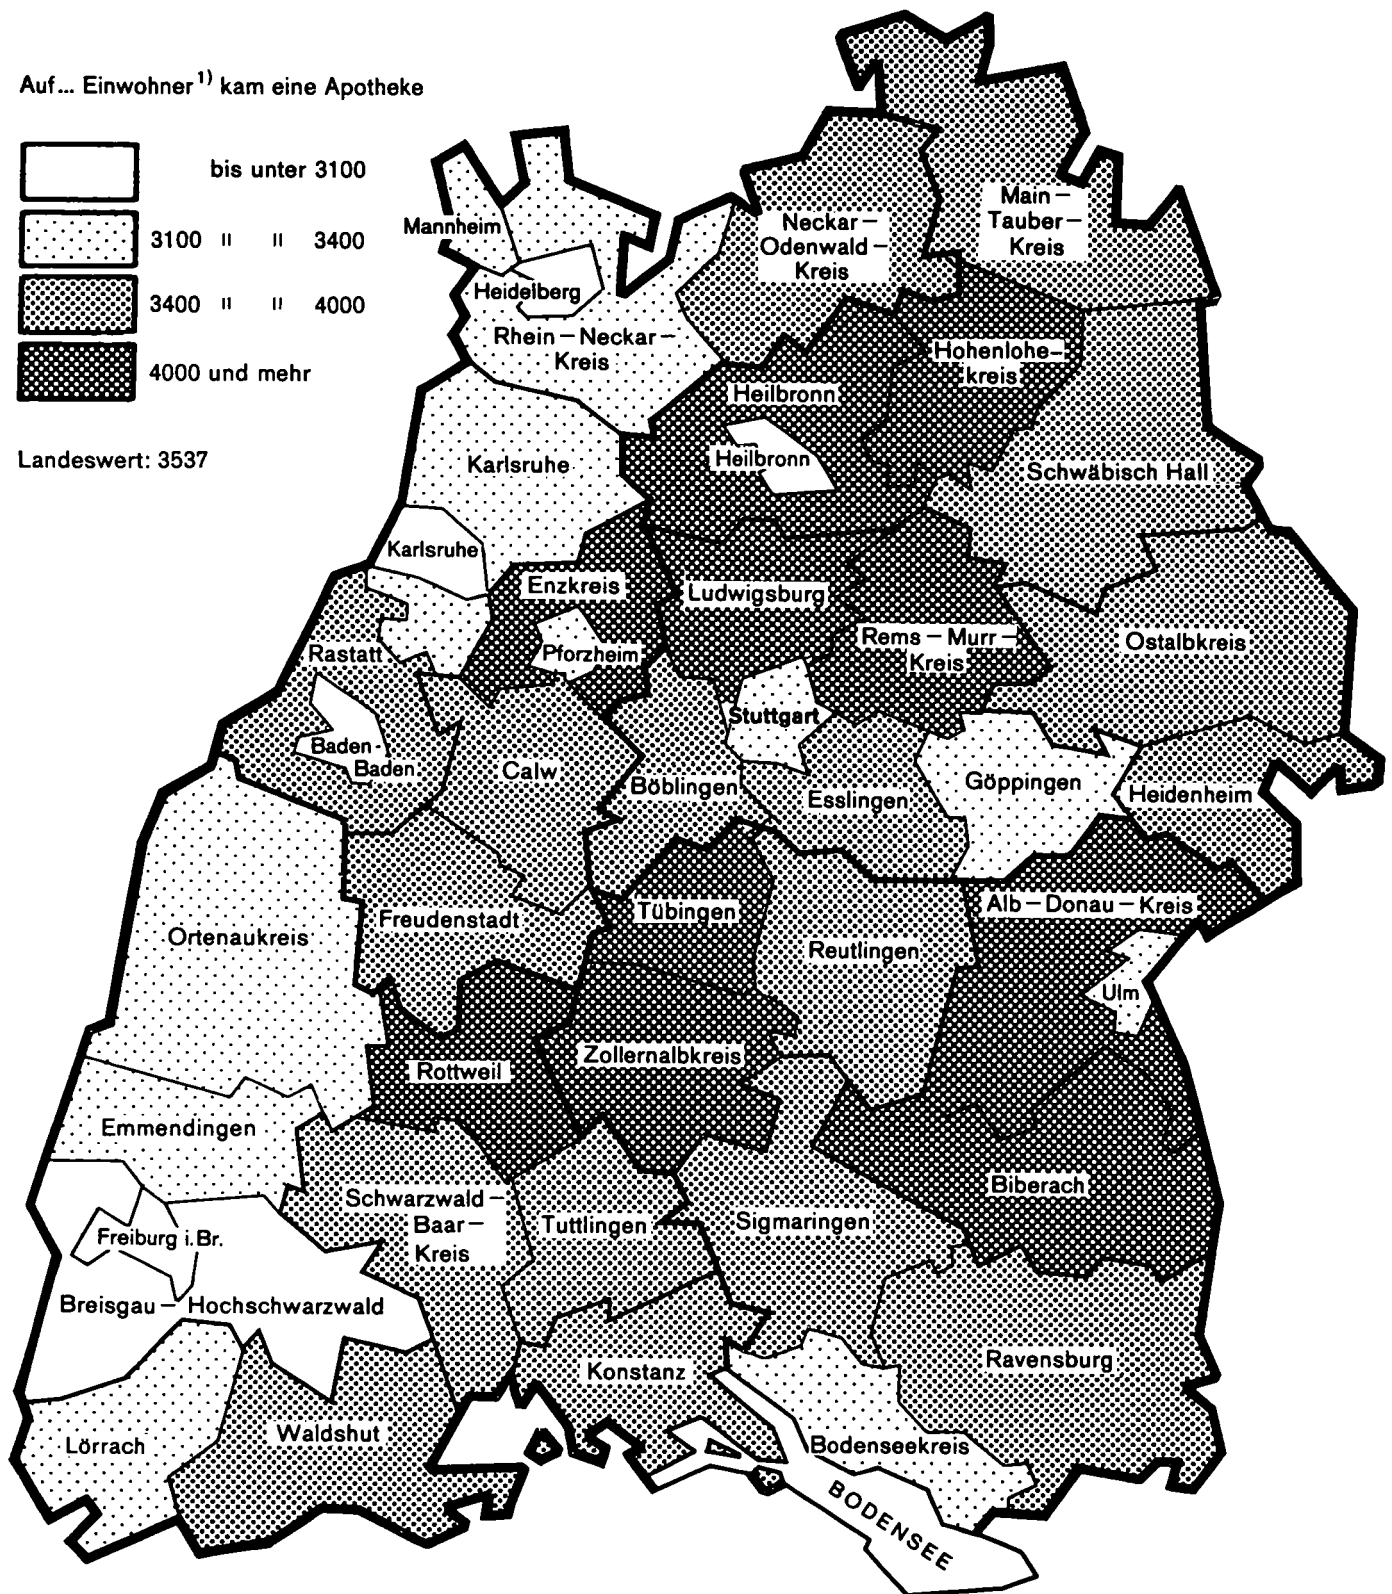 Auf... Einwohner¹⁾ kam eine Apotheke
bis unter 3100
3100 " " 3400
3400 " " 4000
4000 und mehr
Landeswert: 3537
Main–
Tauber–
Kreis
Neckar–
Odenwald–
Kreis
Mannheim
Heidelberg
Rhein–Neckar–
Kreis
Hohenlohe–
kreis
Heilbronn
Heilbronn
Karlsruhe
Schwäbisch Hall
Karlsruhe
Enzkreis
Ludwigsburg
Rems–Murr–
Kreis
Ostalbkreis
Rastatt
Pforzheim
Stuttgart
Baden-
Baden
Calw
Böblingen
Esslingen
Göppingen
Heidenheim
Alb–Donau–Kreis
Tübingen
Freudenstadt
Ortenaukreis
Reutlingen
Ulm
Rottweil
Zollernalbkreis
Emmendingen
Biberach
Schwarzwald–
Baar–
Kreis
Tuttlingen
Sigmaringen
Freiburg i.Br.
Breisgau–Hochschwarzwald
Konstanz
Ravensburg
Lörrach
Waldshut
Bodenseekreis
BODENSEE